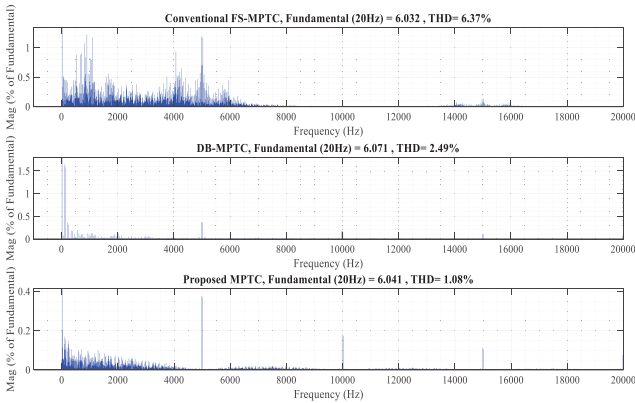 Conventional FS-MPTC, Fundamental (20Hz) = 6.032 , THD= 6.37%
Mag (% of Fundamental)
1
0.5
0
0 2000 4000 6000 8000 10000 12000 14000 16000 18000 20000
Frequency (Hz)
DB-MPTC, Fundamental (20Hz) = 6.071 , THD= 2.49%
Mag (% of Fundamental)
1.5
1
0.5
0
0 2000 4000 6000 8000 10000 12000 14000 16000 18000 20000
Frequency (Hz)
Proposed MPTC, Fundamental (20Hz) = 6.041 , THD= 1.08%
Mag (% of Fundamental)
0.4
0.2
0
0 2000 4000 6000 8000 10000 12000 14000 16000 18000 20000
Frequency (Hz)